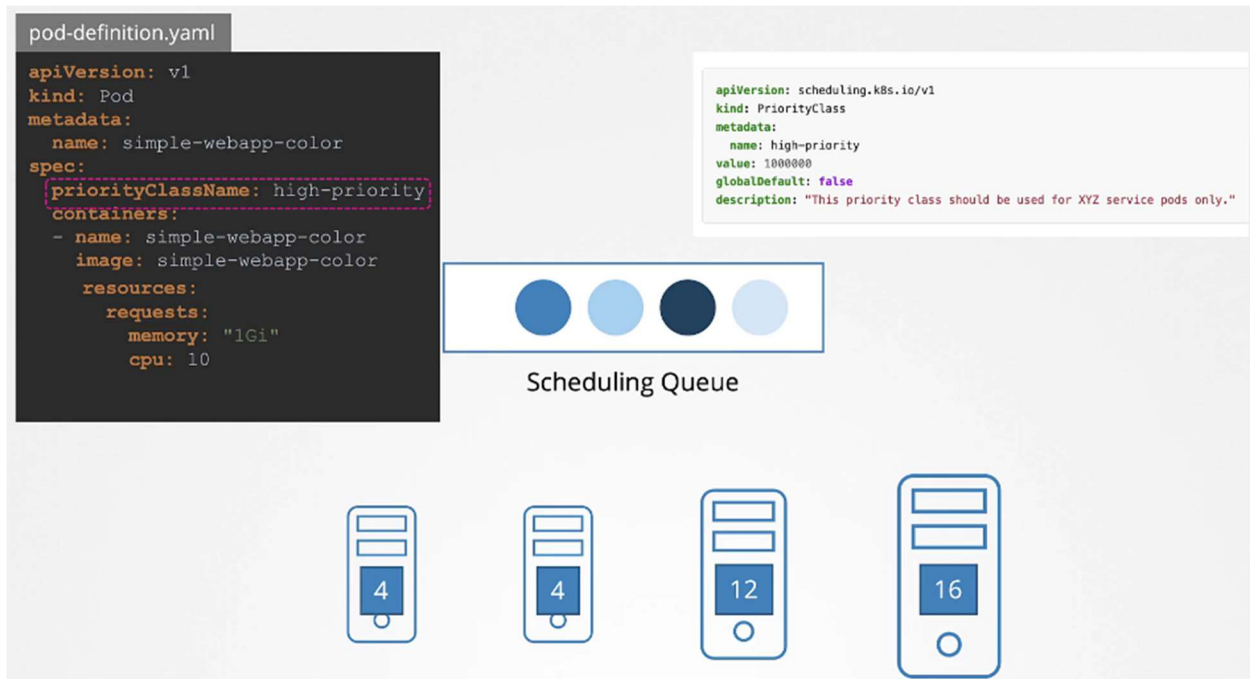 pod-definition.yaml
apiVersion: v1
kind: Pod
metadata:
  name: simple-webapp-color
spec:
  priorityClassName: high-priority
  containers:
  - name: simple-webapp-color
    image: simple-webapp-color
    resources:
      requests:
        memory: "1Gi"
        cpu: 10
apiVersion: scheduling.k8s.io/v1
kind: PriorityClass
metadata:
  name: high-priority
value: 1000000
globalDefault: false
description: "This priority class should be used for XYZ service pods only."
Scheduling Queue
4
4
12
16